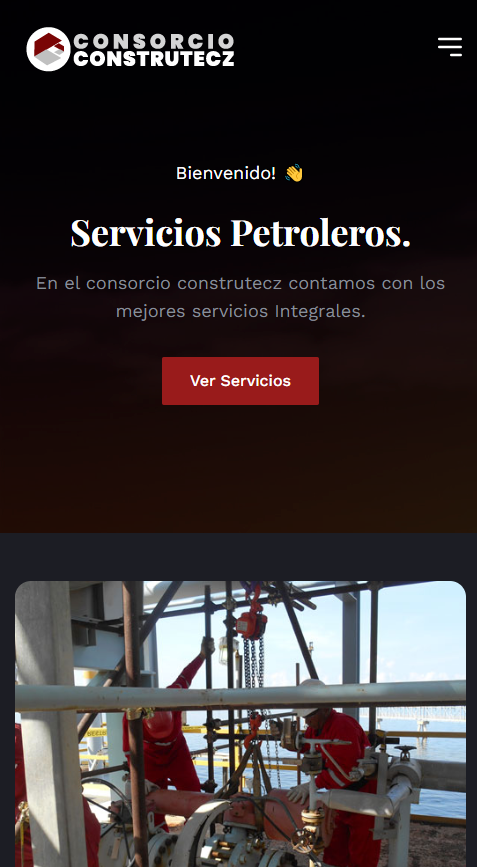 CONSORCIO
CONSTRUTECZ
Bienvenido! 👋
Servicios Petroleros.
En el consorcio construtecz contamos con los
mejores servicios Integrales.
Ver Servicios